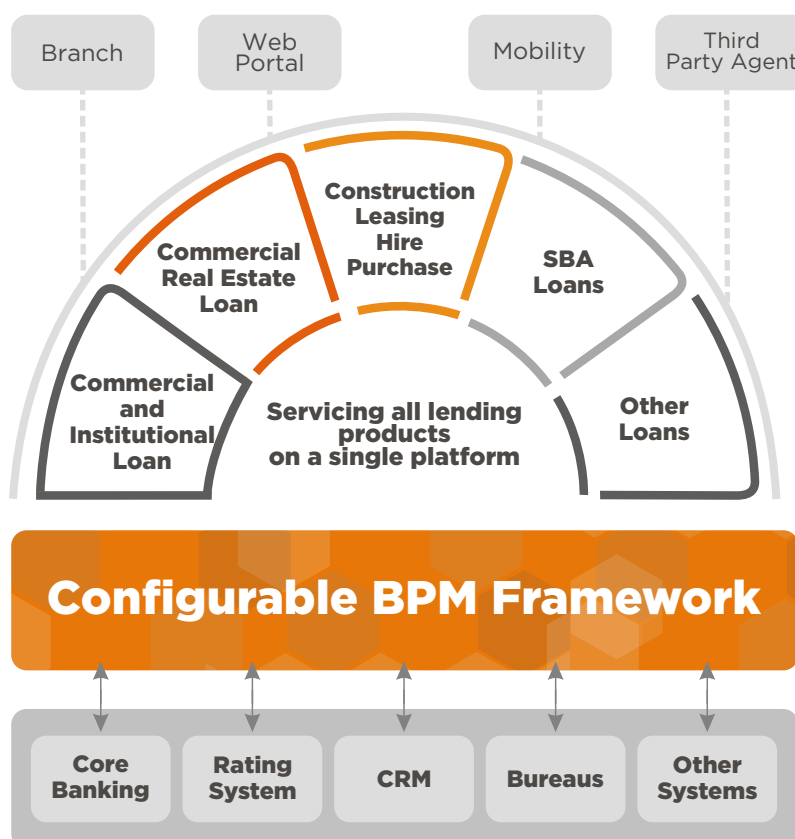 Branch
Web
Portal
Mobility
Third
Party Agent
Construction
Leasing
Hire
Purchase
Commercial
Real Estate
Loan
SBA
Loans
Commercial
and
Institutional
Loan
Other
Loans
Servicing all lending
products
on a single platform
Configurable BPM Framework
Core
Banking
Rating
System
CRM
Bureaus
Other
Systems